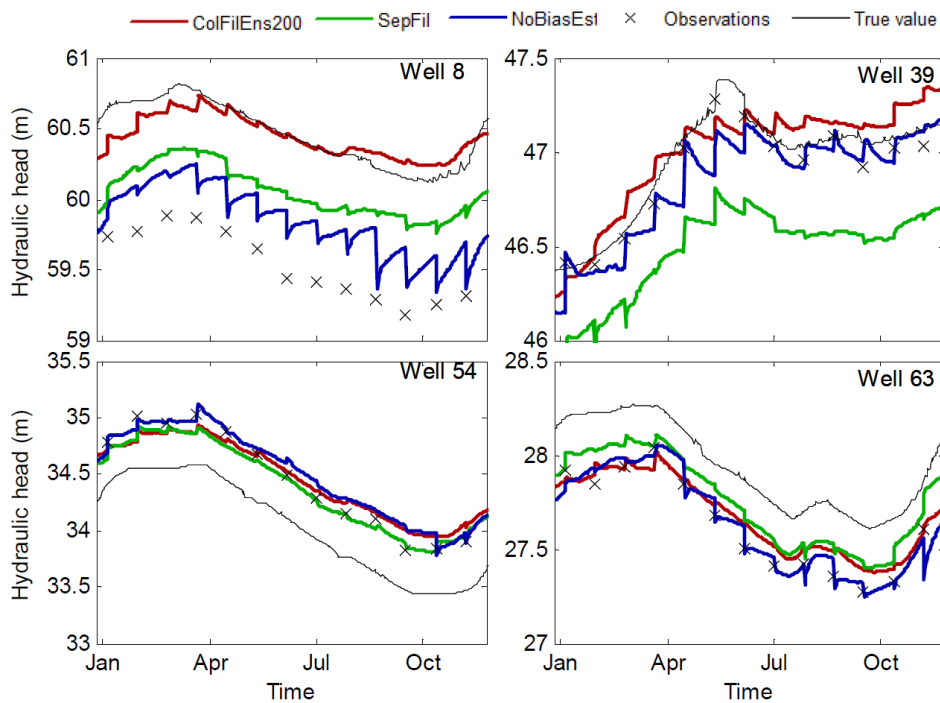 ColFilEns200 SepFil NoBiasEst Observations True value
61
60.5
60
59.5
59
Hydraulic head (m)
Well 8
47.5
47
46.5
46
Well 39
35.5
35
34.5
34
33.5
33
Hydraulic head (m)
Well 54
Jan Apr Jul Oct
Time
28.5
28
27.5
27
Well 63
Jan Apr Jul Oct
Time